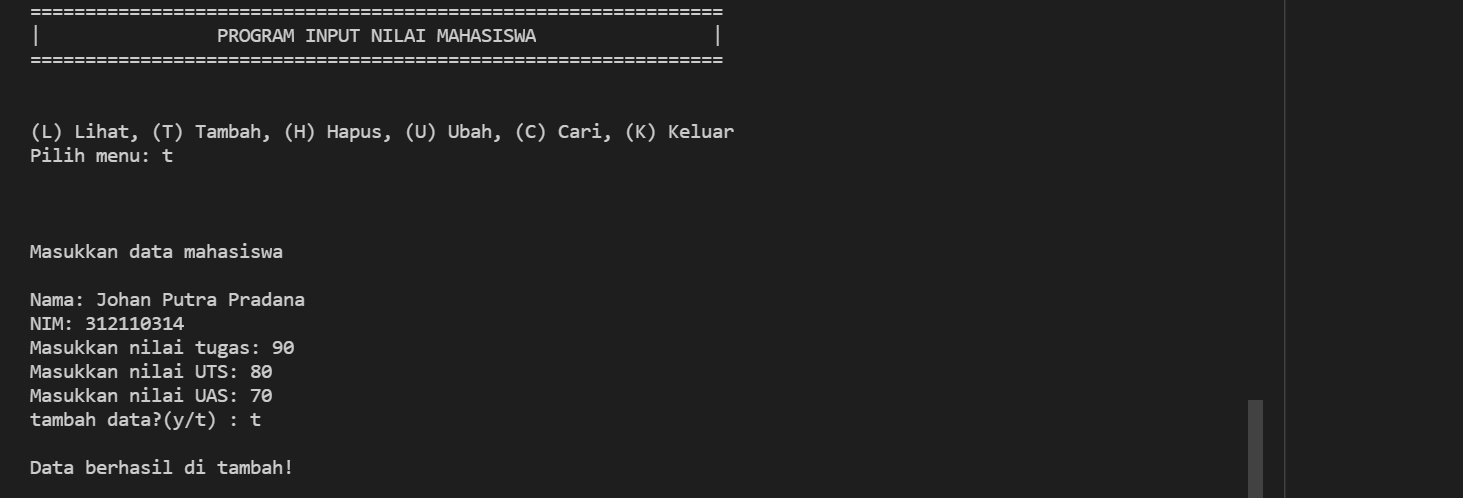 ===============================================================
|                PROGRAM INPUT NILAI MAHASISWA                |
===============================================================
(L) Lihat, (T) Tambah, (H) Hapus, (U) Ubah, (C) Cari, (K) Keluar
Pilih menu: t
Masukkan data mahasiswa
Nama: Johan Putra Pradana
NIM: 312110314
Masukkan nilai tugas: 90
Masukkan nilai UTS: 80
Masukkan nilai UAS: 70
tambah data?(y/t) : t
Data berhasil di tambah!